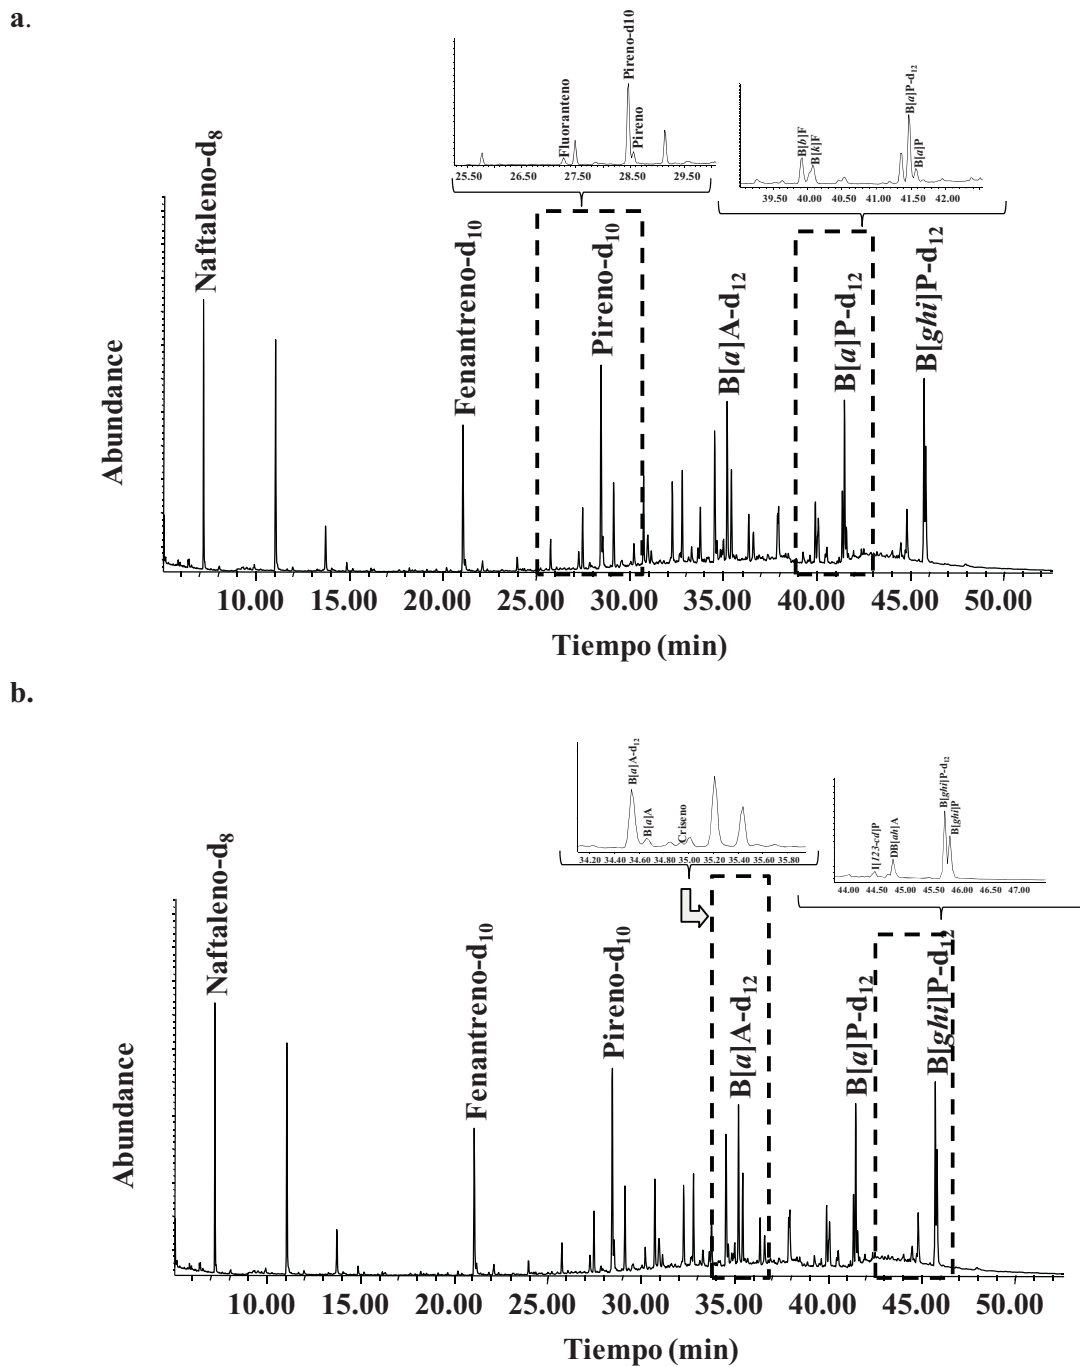 a.
Fluoranteno
Pireno-d10
Pireno
25.50 26.50 27.50 28.50 29.50
B[b]F
B[k]F
B[a]P-d12
B[a]P
39.50 40.00 40.50 41.00 41.50 42.00
Abundance
Naftaleno-d8
Fenantreno-d10
Pireno-d10
B[a]A-d12
B[a]P-d12
B[ghi]P-d12
10.00 15.00 20.00 25.00 30.00 35.00 40.00 45.00 50.00
Tiempo (min)
b.
B[a]A-d12
B[a]A
Criseno
34.20 34.40 34.60 34.80 35.00 35.20 35.40 35.60 35.80
I[123-cd]P
DB[ah]A
B[ghi]P-d12
B[ghi]P
44.00 44.50 45.00 45.50 46.00 46.50 47.00
Abundance
Naftaleno-d8
Fenantreno-d10
Pireno-d10
B[a]A-d12
B[a]P-d12
B[ghi]P-d12
10.00 15.00 20.00 25.00 30.00 35.00 40.00 45.00 50.00
Tiempo (min)